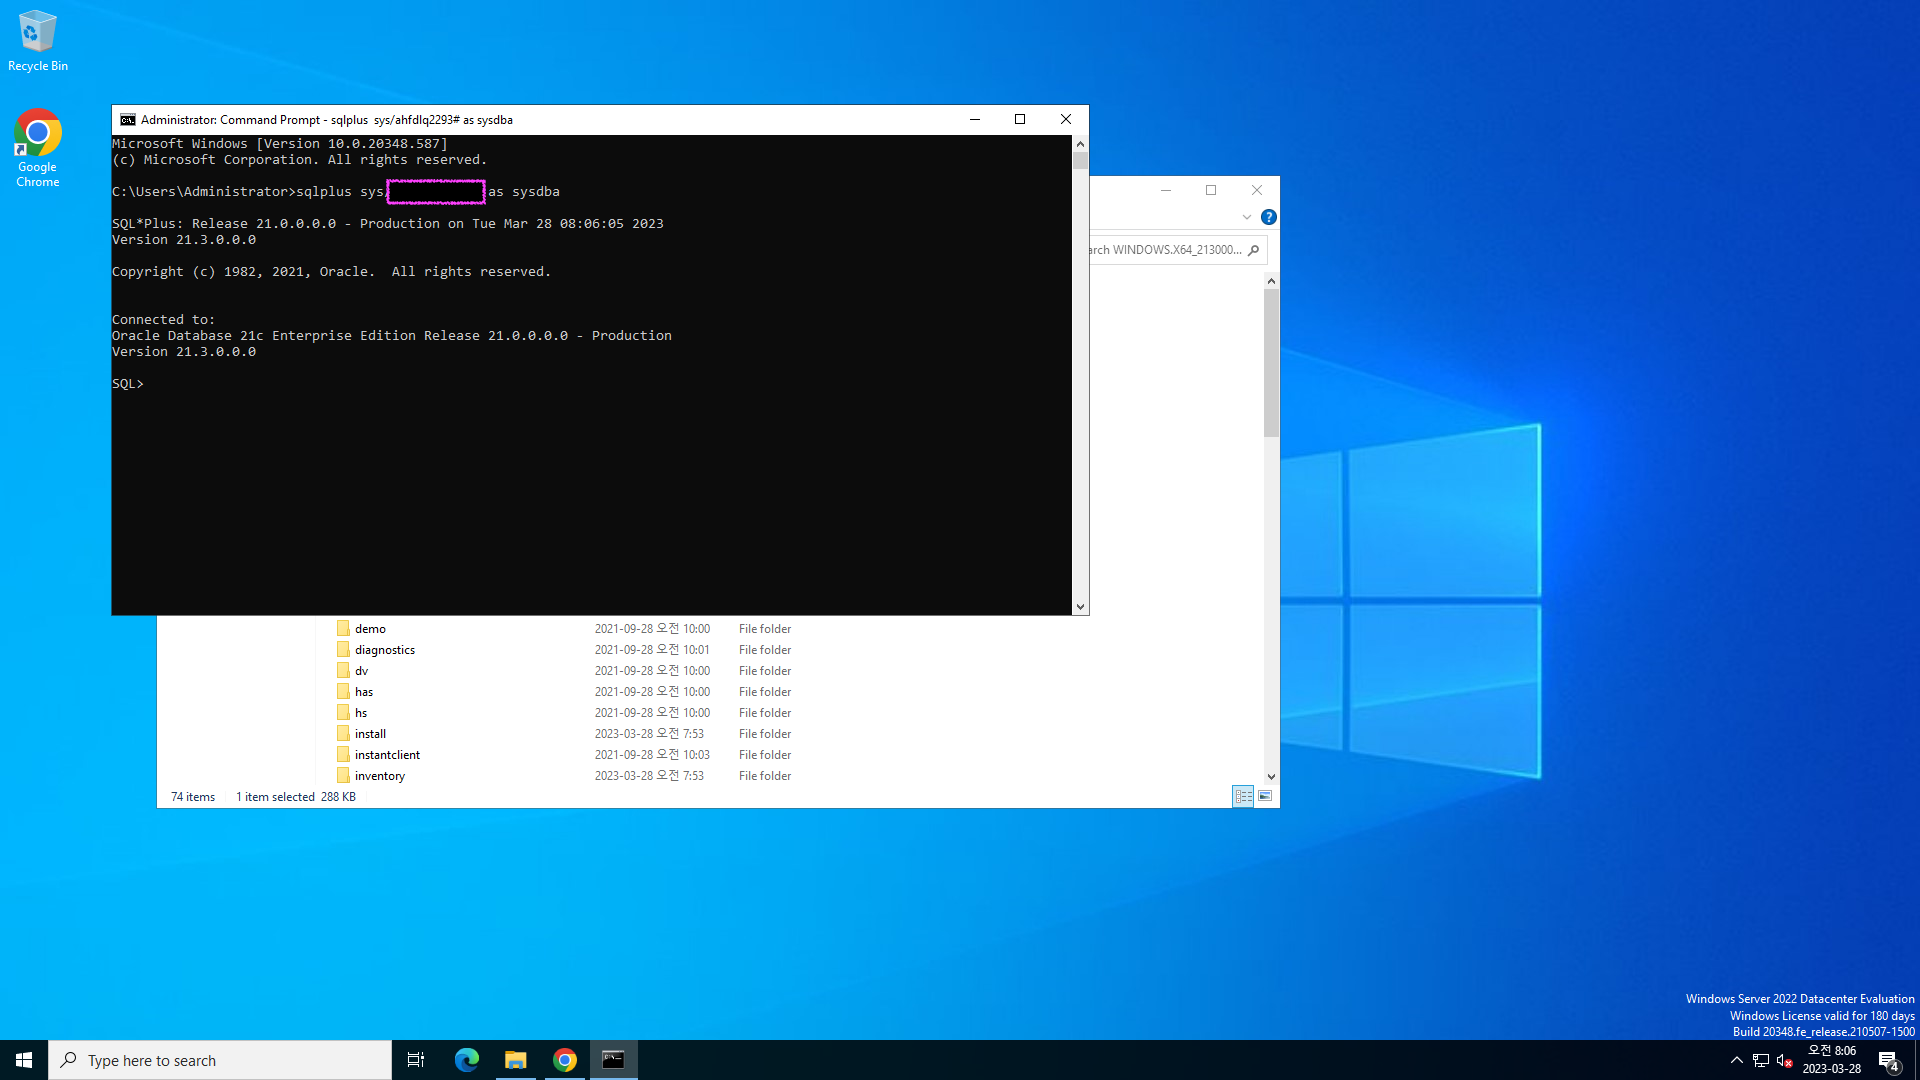 Recycle Bin
Google
Chrome
Administrator: Command Prompt - sqlplus  sys/ahfdlq2293# as sysdba
Microsoft Windows [Version 10.0.20348.587]
(c) Microsoft Corporation. All rights reserved.
C:\Users\Administrator>sqlplus sys/ as sysdba
SQL*Plus: Release 21.0.0.0.0 - Production on Tue Mar 28 08:06:05 2023
Version 21.3.0.0.0
Copyright (c) 1982, 2021, Oracle.  All rights reserved.
Connected to:
Oracle Database 21c Enterprise Edition Release 21.0.0.0.0 - Production
Version 21.3.0.0.0
SQL>
arch WINDOWS.X64_213000...
demo 2021-09-28 오전 10:00 File folder
diagnostics 2021-09-28 오전 10:01 File folder
dv 2021-09-28 오전 10:00 File folder
has 2021-09-28 오전 10:00 File folder
hs 2021-09-28 오전 10:00 File folder
install 2023-03-28 오전 7:53 File folder
instantclient 2021-09-28 오전 10:03 File folder
inventory 2023-03-28 오전 7:53 File folder
74 items 1 item selected 288 KB
Windows Server 2022 Datacenter Evaluation
Windows License valid for 180 days
Build 20348.fe_release.210507-1500
Type here to search
오전 8:06
2023-03-28
4